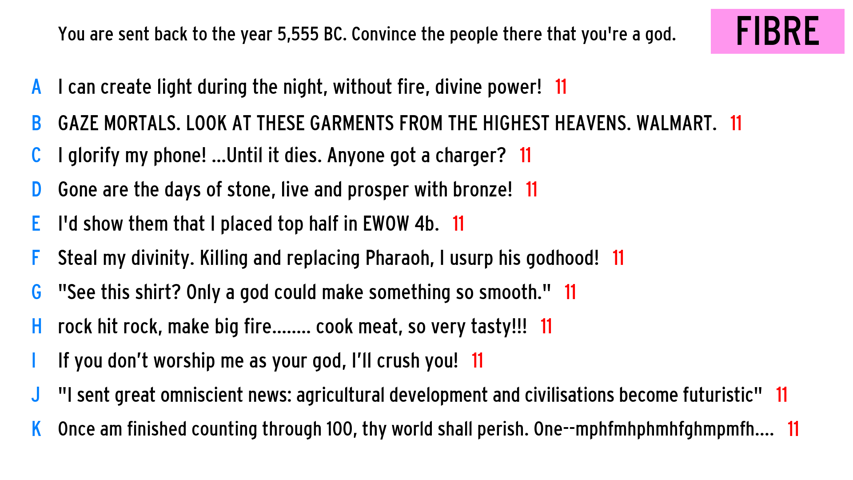 You are sent back to the year 5,555 BC. Convince the people there that you're a god.
FIBRE
A I can create light during the night, without fire, divine power! 11
B GAZE MORTALS. LOOK AT THESE GARMENTS FROM THE HIGHEST HEAVENS. WALMART. 11
C I glorify my phone! ...Until it dies. Anyone got a charger? 11
D Gone are the days of stone, live and prosper with bronze! 11
E I'd show them that I placed top half in EWOW 4b. 11
F Steal my divinity. Killing and replacing Pharaoh, I usurp his godhood! 11
G "See this shirt? Only a god could make something so smooth." 11
H rock hit rock, make big fire........ cook meat, so very tasty!!! 11
I If you don’t worship me as your god, I’ll crush you! 11
J "I sent great omniscient news: agricultural development and civilisations become futuristic" 11
K Once am finished counting through 100, thy world shall perish. One--mphfmhphmhfghmpmfh.... 11